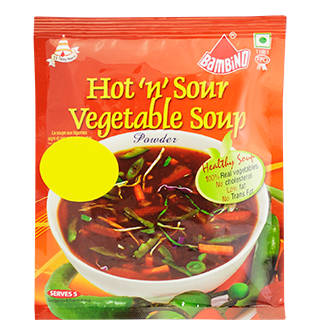 BAMBINO
®
Hot 'n' Sour
Vegetable Soup
Powder
Healthy Soup
100% Real vegetables
No cholesterol
Low fat
No Trans Fat
SERVES 5